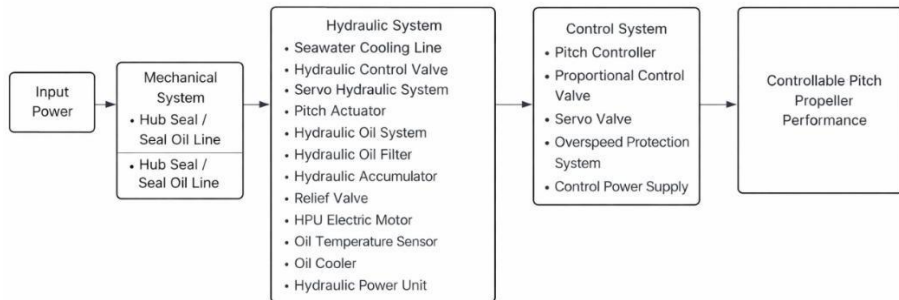 Input
Power
Mechanical
System
• Hub Seal /
Seal Oil Line
• Hub Seal /
Seal Oil Line
Hydraulic System
• Seawater Cooling Line
• Hydraulic Control Valve
• Servo Hydraulic System
• Pitch Actuator
• Hydraulic Oil System
• Hydraulic Oil Filter
• Hydraulic Accumulator
• Relief Valve
• HPU Electric Motor
• Oil Temperature Sensor
• Oil Cooler
• Hydraulic Power Unit
Control System
• Pitch Controller
• Proportional Control
Valve
• Servo Valve
• Overspeed Protection
System
• Control Power Supply
Controllable Pitch
Propeller
Performance